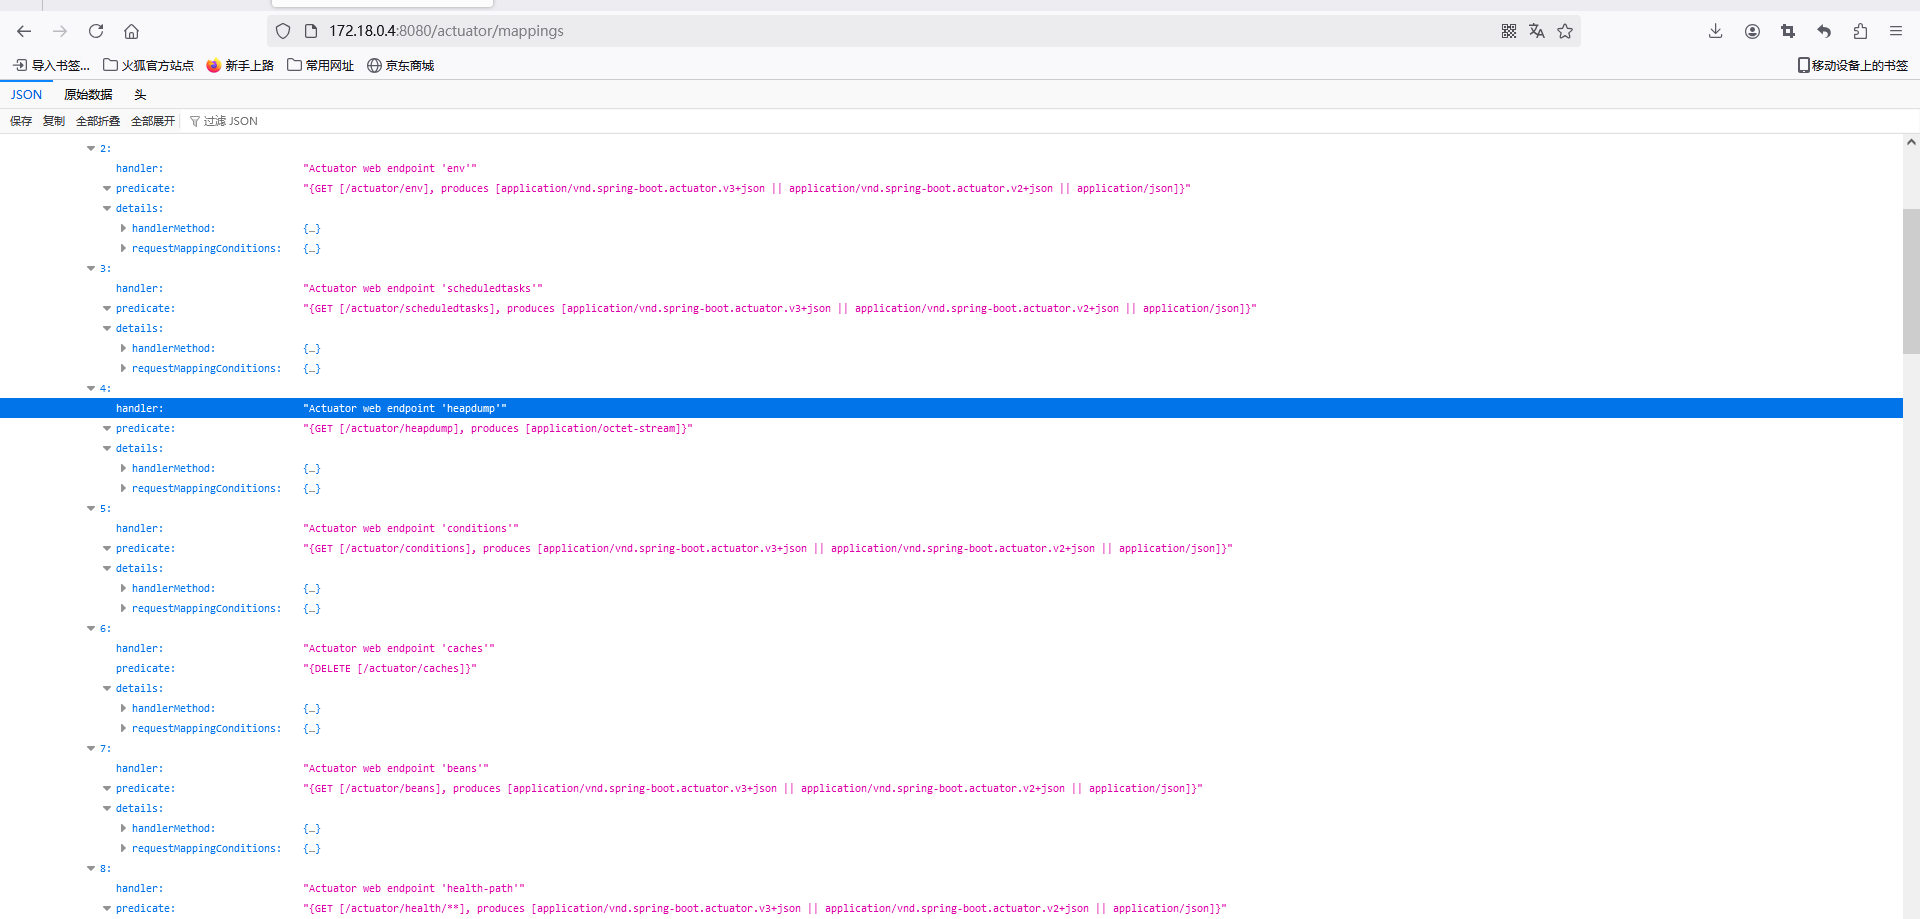 172.18.0.4:8080/actuator/mappings
导入书签... 火狐官方站点 新手上路 常用网址 京东商城 移动设备上的书签
JSON 原始数据 头
保存 复制 全部折叠 全部展开 过滤 JSON
2:
handler: "Actuator web endpoint 'env'"
predicate: "{GET [/actuator/env], produces [application/vnd.spring-boot.actuator.v3+json || application/vnd.spring-boot.actuator.v2+json || application/json]}"
details:
handlerMethod: {…}
requestMappingConditions: {…}
3:
handler: "Actuator web endpoint 'scheduledtasks'"
predicate: "{GET [/actuator/scheduledtasks], produces [application/vnd.spring-boot.actuator.v3+json || application/vnd.spring-boot.actuator.v2+json || application/json]}"
details:
handlerMethod: {…}
requestMappingConditions: {…}
4:
handler: "Actuator web endpoint 'heapdump'"
predicate: "{GET [/actuator/heapdump], produces [application/octet-stream]}"
details:
handlerMethod: {…}
requestMappingConditions: {…}
5:
handler: "Actuator web endpoint 'conditions'"
predicate: "{GET [/actuator/conditions], produces [application/vnd.spring-boot.actuator.v3+json || application/vnd.spring-boot.actuator.v2+json || application/json]}"
details:
handlerMethod: {…}
requestMappingConditions: {…}
6:
handler: "Actuator web endpoint 'caches'"
predicate: "{DELETE [/actuator/caches]}"
details:
handlerMethod: {…}
requestMappingConditions: {…}
7:
handler: "Actuator web endpoint 'beans'"
predicate: "{GET [/actuator/beans], produces [application/vnd.spring-boot.actuator.v3+json || application/vnd.spring-boot.actuator.v2+json || application/json]}"
details:
handlerMethod: {…}
requestMappingConditions: {…}
8:
handler: "Actuator web endpoint 'health-path'"
predicate: "{GET [/actuator/health/**], produces [application/vnd.spring-boot.actuator.v3+json || application/vnd.spring-boot.actuator.v2+json || application/json]}"